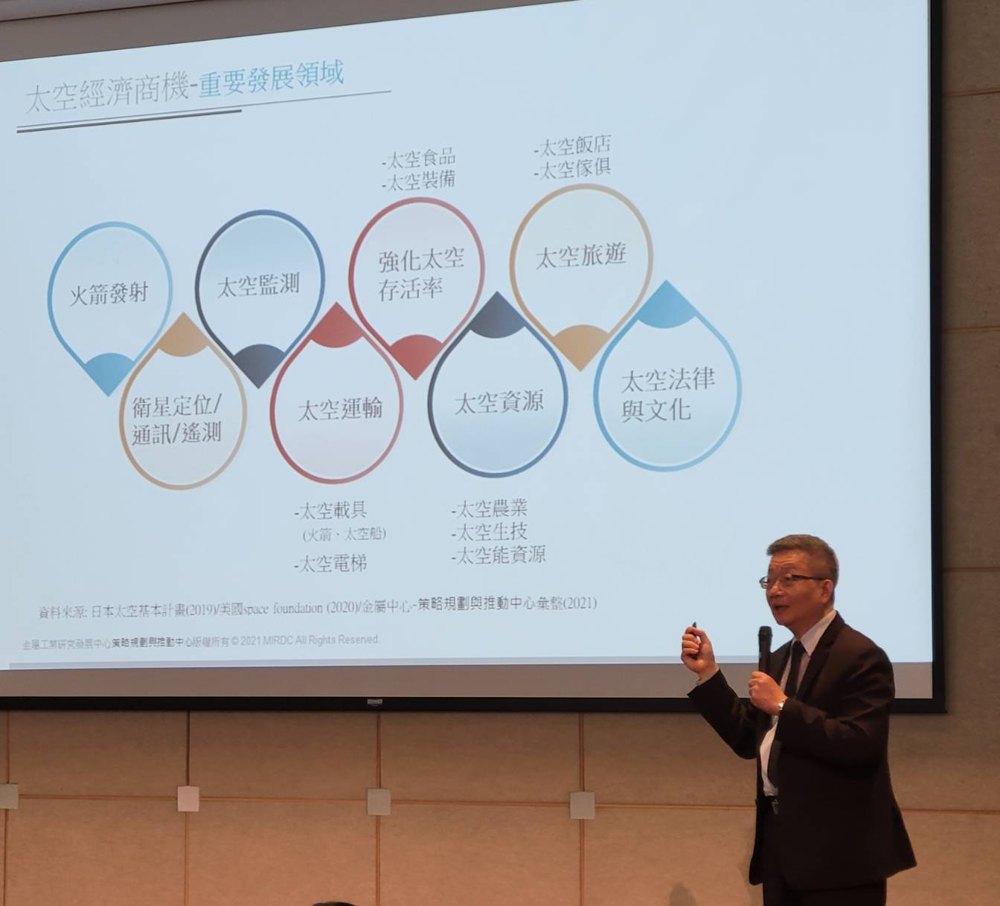 太空經濟商機-重要發展領域
-太空食品
-太空裝備
-太空飯店
-太空傢俱
火箭發射
太空監測
強化太空
存活率
太空旅遊
衛星定位/
通訊/遙測
太空運輸
太空資源
太空法律
與文化
-太空載具
(火箭、太空船)
-太空電梯
-太空農業
-太空生技
-太空能資源
資料來源: 日本太空基本計畫(2019)/美國space foundation (2020)/金屬中心-策略規劃與推動中心彙整(2021)
金屬工業研究發展中心策略規劃與推動中心版權所有 © 2021 MIRDC All Rights Reserved.